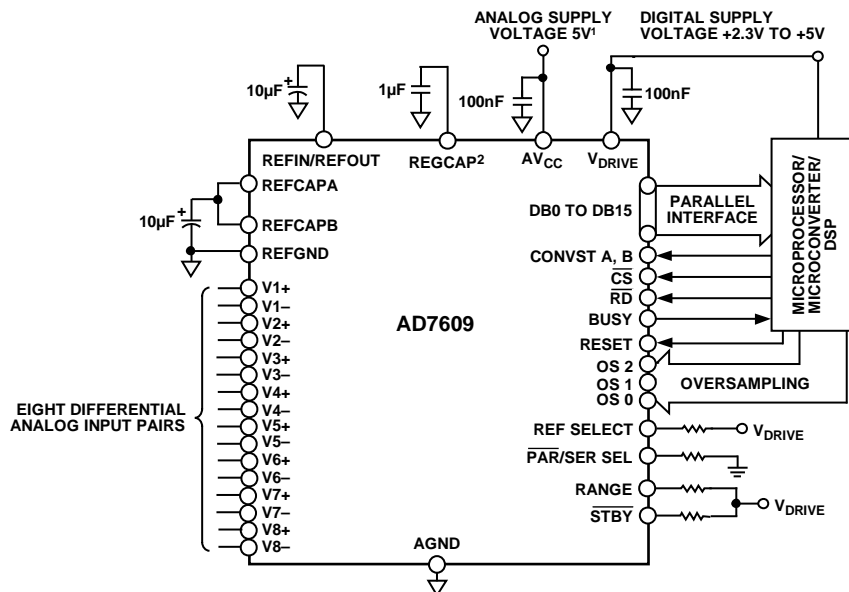 ANALOG SUPPLY
VOLTAGE 5V¹
DIGITAL SUPPLY
VOLTAGE +2.3V TO +5V
10µF
+
1µF
100nF
100nF
REFIN/REFOUT
REGCAP²
AVCC
VDRIVE
REFCAPA
REFCAPB
REFGND
10µF
+
DB0 TO DB15
PARALLEL
INTERFACE
MICROPROCESSOR/
MICROCONVERTER/
DSP
CONVST A, B
CS
RD
BUSY
RESET
OS 2
OS 1
OS 0
OVERSAMPLING
AD7609
V1+
V1–
V2+
V2–
V3+
V3–
V4+
V4–
V5+
V5–
V6+
V6–
V7+
V7–
V8+
V8–
EIGHT DIFFERENTIAL
ANALOG INPUT PAIRS
REF SELECT
VDRIVE
PAR/SER SEL
RANGE
STBY
VDRIVE
AGND